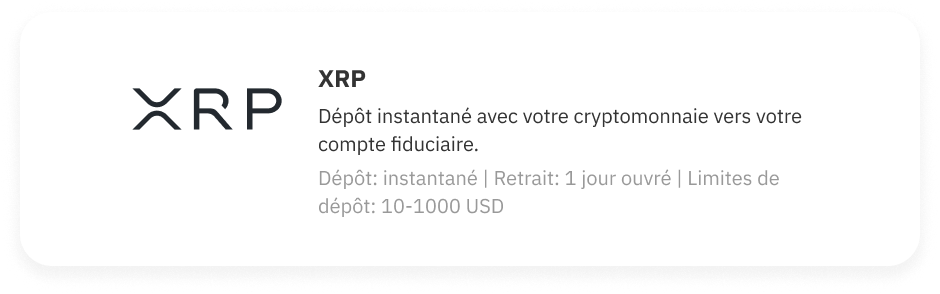 XRP
XRP
Dépôt instantané avec votre cryptomonnaie vers votre
compte fiduciaire.
Dépôt: instantané | Retrait: 1 jour ouvré | Limites de
dépôt: 10-1000 USD